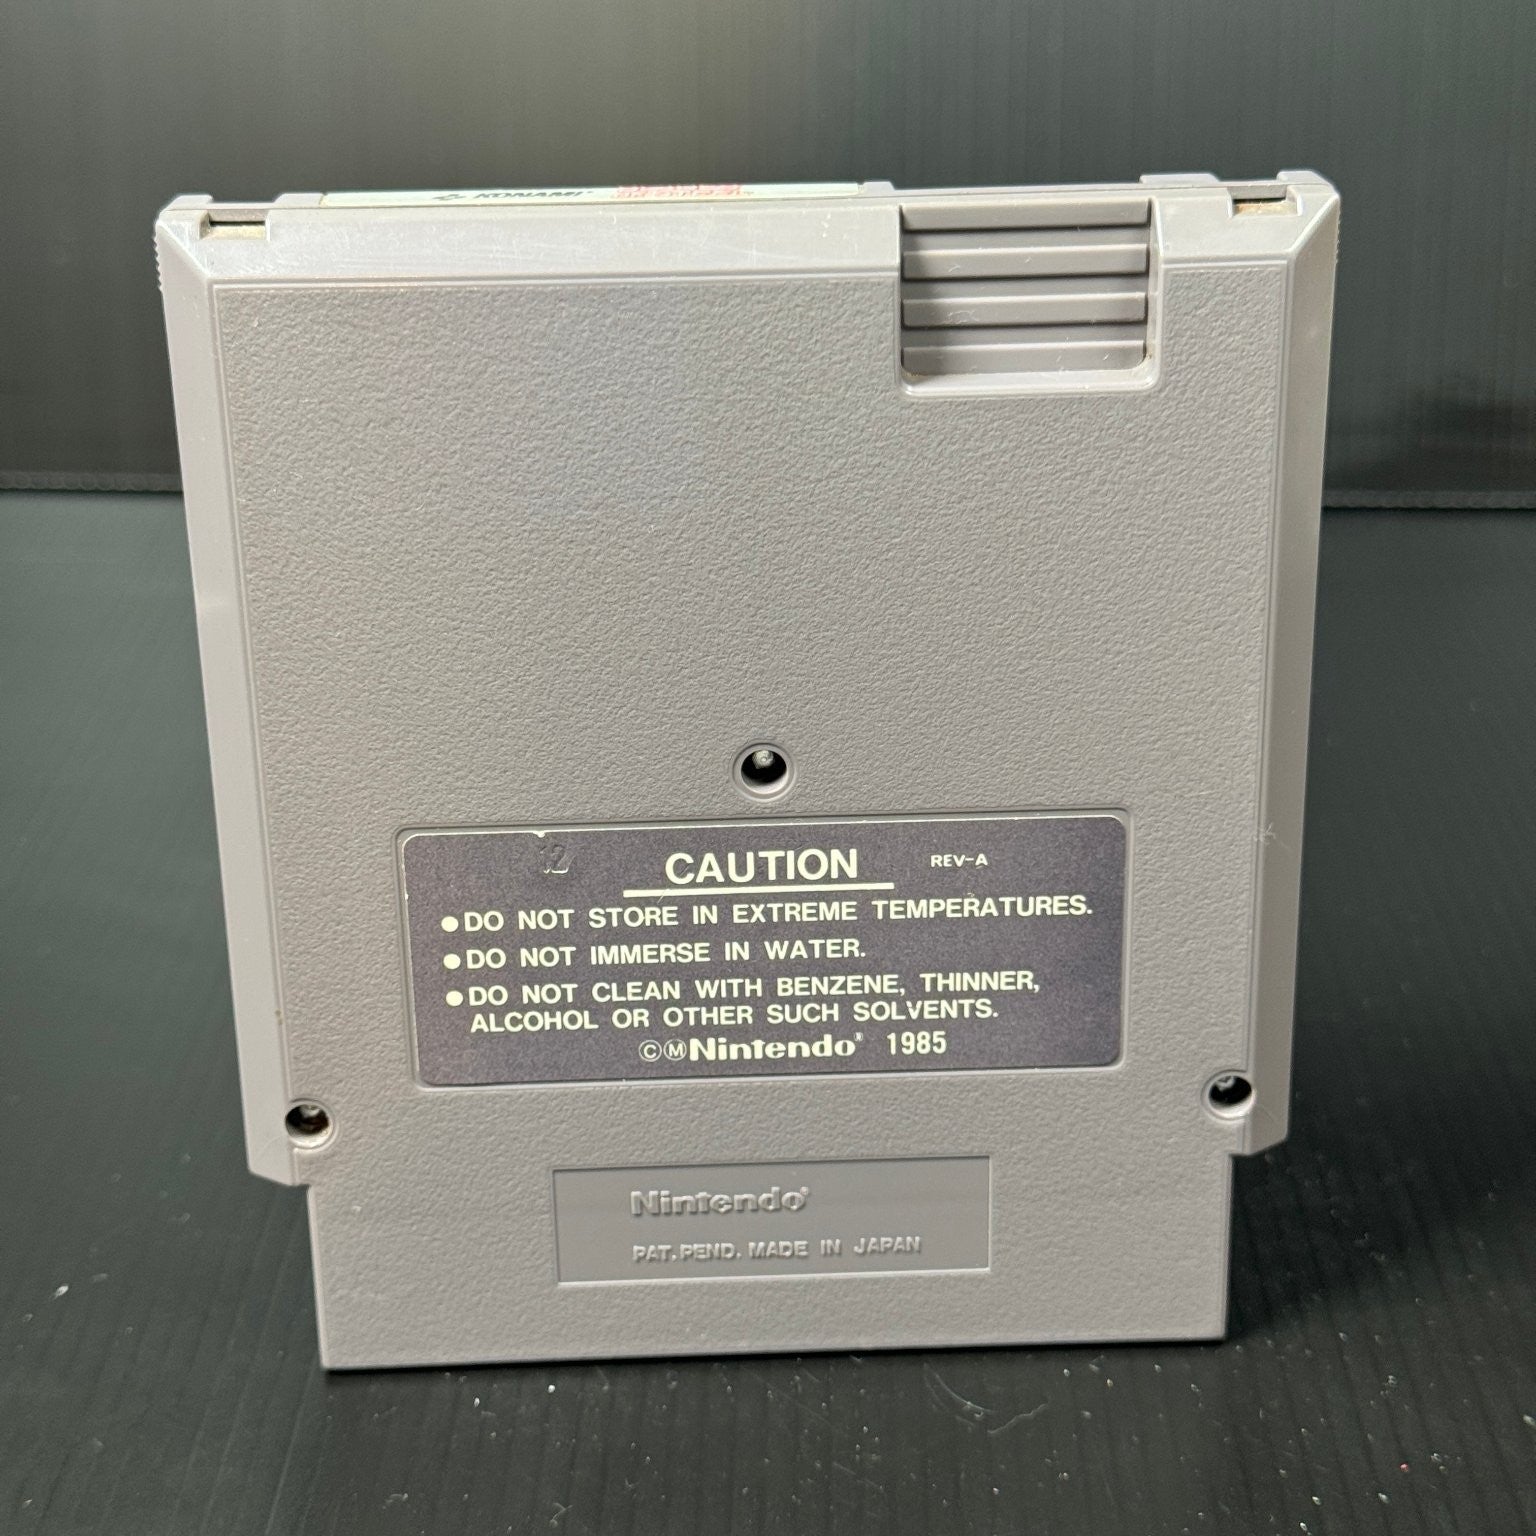 KONAMI
12
CAUTION
REV-A
●DO NOT STORE IN EXTREME TEMPERATURES.
●DO NOT IMMERSE IN WATER.
●DO NOT CLEAN WITH BENZENE, THINNER,
ALCOHOL OR OTHER SUCH SOLVENTS.
©ⓂNintendo® 1985
Nintendo®
PAT. PEND. MADE IN JAPAN